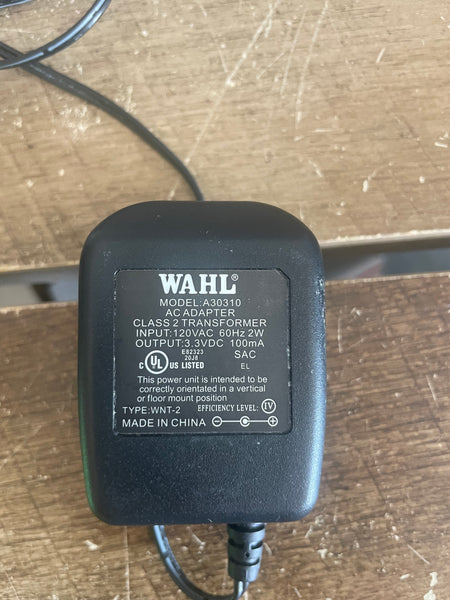 WAHL®
MODEL:A30310
AC ADAPTER
CLASS 2 TRANSFORMER
INPUT:120VAC 60Hz 2W
OUTPUT:3.3VDC 100mA
E82323 SAC
20J8
C UL US LISTED EL
This power unit is intended to be
correctly orientated in a vertical
or floor mount position
TYPE:WNT-2 EFFICIENCY LEVEL: IV
MADE IN CHINA - +